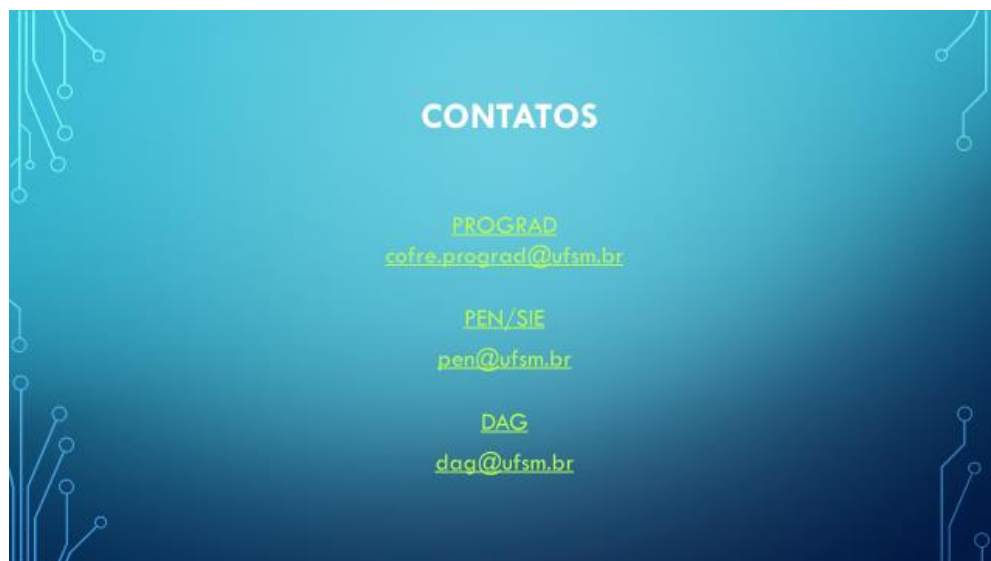 CONTATOS
PROGRAD
cofre.prograd@ufsm.br
PEN/SIE
pen@ufsm.br
DAG
dag@ufsm.br